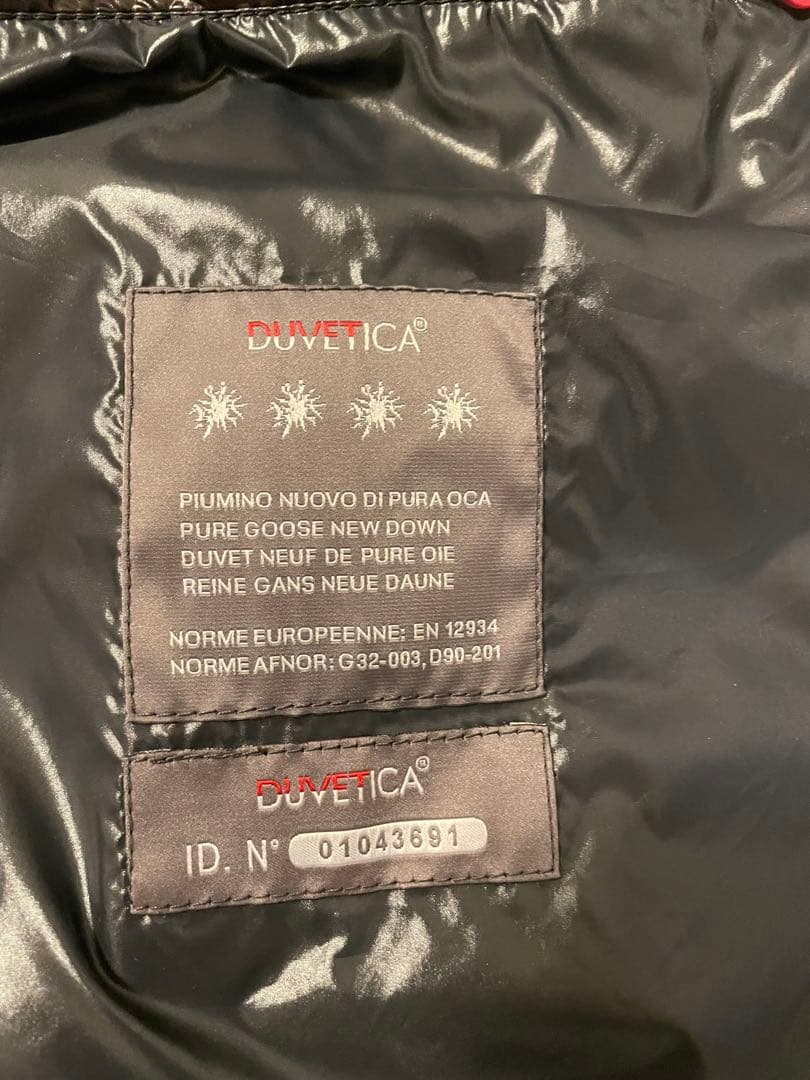 DUVETICA®
PIUMINO NUOVO DI PURA OCA
PURE GOOSE NEW DOWN
DUVET NEUF DE PURE OIE
REINE GANS NEUE DAUNE
NORME EUROPEENNE: EN 12934
NORME AFNOR: G32-003, D90-201
DUVETICA®
ID. N° 01043691